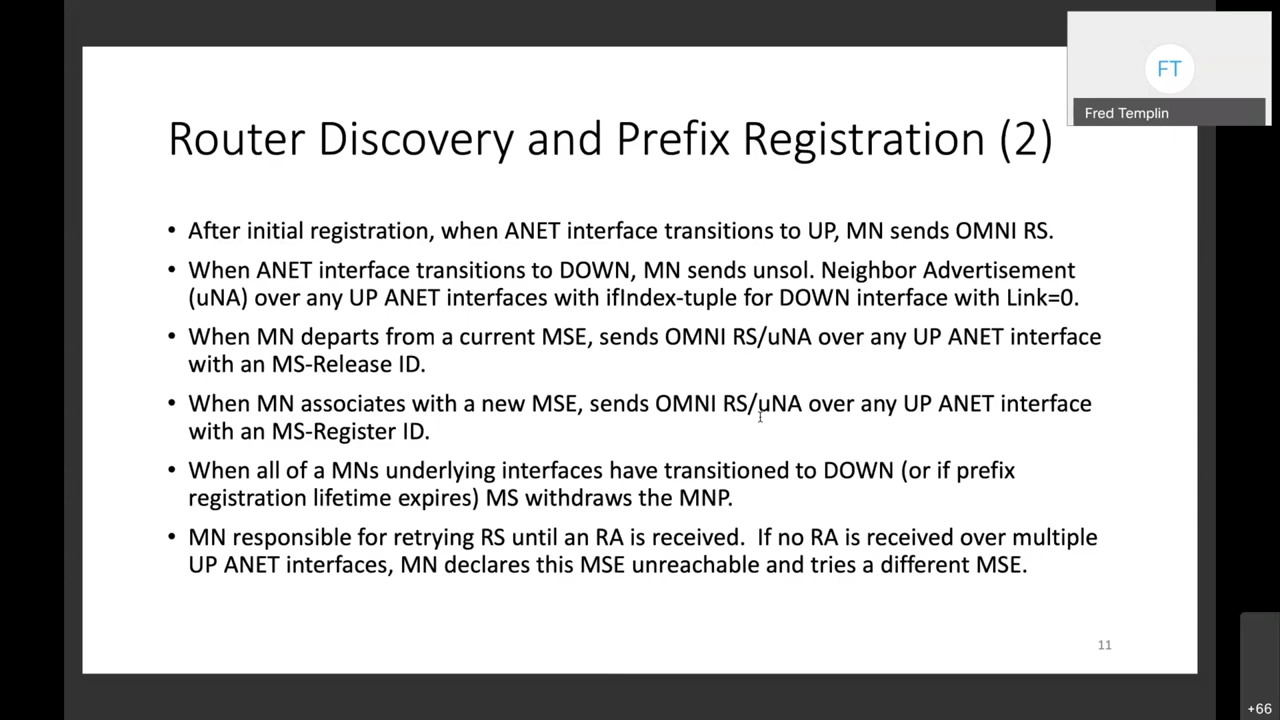 FT
Fred Templin
Router Discovery and Prefix Registration (2)
• After initial registration, when ANET interface transitions to UP, MN sends OMNI RS.
• When ANET interface transitions to DOWN, MN sends unsol. Neighbor Advertisement
(uNA) over any UP ANET interfaces with ifIndex-tuple for DOWN interface with Link=0.
• When MN departs from a current MSE, sends OMNI RS/uNA over any UP ANET interface
with an MS-Release ID.
• When MN associates with a new MSE, sends OMNI RS/uNA over any UP ANET interface
with an MS-Register ID.
• When all of a MNs underlying interfaces have transitioned to DOWN (or if prefix
registration lifetime expires) MS withdraws the MNP.
• MN responsible for retrying RS until an RA is received.  If no RA is received over multiple
UP ANET interfaces, MN declares this MSE unreachable and tries a different MSE.
11
+66